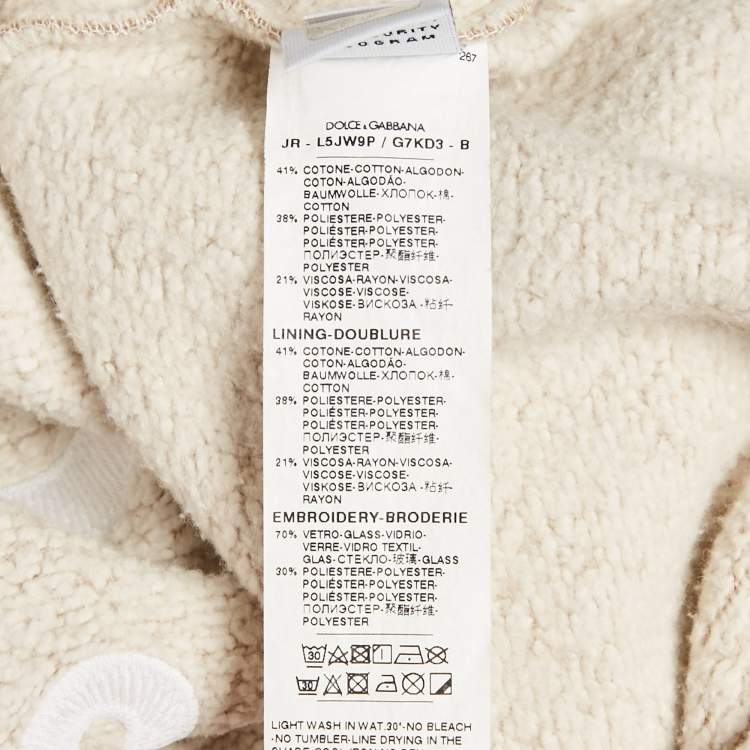 OGRAM
267
DOLCE & GABBANA
JR - L5JW9P / G7KD3 - B
41% COTONE-COTTON-ALGODON-
COTON-ALGODÃO-
BAUMWOLLE-ХЛОПОК-棉-
COTTON
38% POLIESTERE-POLYESTER-
POLIÉSTER-POLYESTER-
POLIÉSTER-POLYESTER-
ПОЛИЭСТЕР-聚酯纤维-
POLYESTER
21% VISCOSA-RAYON-VISCOSA-
VISCOSE-VISCOSE-
VISKOSE-ВИСКОЗА-粘纤-
RAYON
LINING-DOUBLURE
41% COTONE-COTTON-ALGODON-
COTON-ALGODÃO-
BAUMWOLLE-ХЛОПОК-棉-
COTTON
38% POLIESTERE-POLYESTER-
POLIÉSTER-POLYESTER-
POLIÉSTER-POLYESTER-
ПОЛИЭСТЕР-聚酯纤维-
POLYESTER
21% VISCOSA-RAYON-VISCOSA-
VISCOSE-VISCOSE-
VISKOSE-ВИСКОЗА-粘纤-
RAYON
EMBROIDERY-BRODERIE
70% VETRO-GLASS-VIDRIO-
VERRE-VIDRO TEXTIL-
GLAS-СТЕКЛО-玻璃-GLASS
30% POLIESTERE-POLYESTER-
POLIÉSTER-POLYESTER-
POLIÉSTER-POLYESTER-
ПОЛИЭСТЕР-聚酯纤维-
POLYESTER
30
30
LIGHT WASH IN WAT.30°-NO BLEACH
-NO TUMBLER-LINE DRYING IN THE